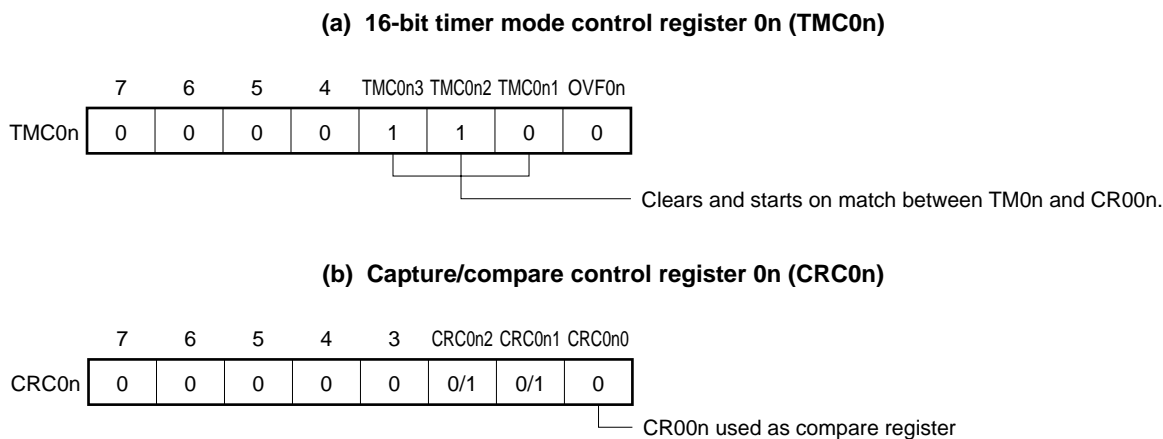 (a) 16-bit timer mode control register 0n (TMC0n)
7 6 5 4 TMC0n3 TMC0n2 TMC0n1 OVF0n
TMC0n 0 0 0 0 1 1 0 0
Clears and starts on match between TM0n and CR00n.
(b) Capture/compare control register 0n (CRC0n)
7 6 5 4 3 CRC0n2 CRC0n1 CRC0n0
CRC0n 0 0 0 0 0 0/1 0/1 0
CR00n used as compare register